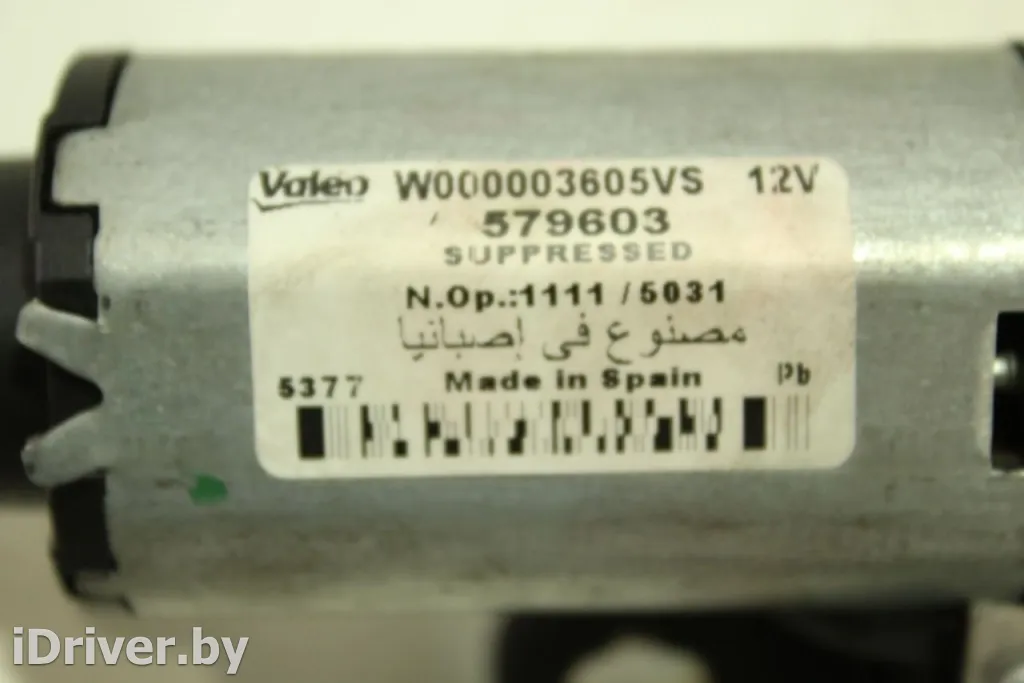 Valeo W000003605VS 12V
579603
SUPPRESSED
N.Op.:1111 / 5031
مصنوع في إصبانيا
5377 Made in Spain Pb
iDriver.by